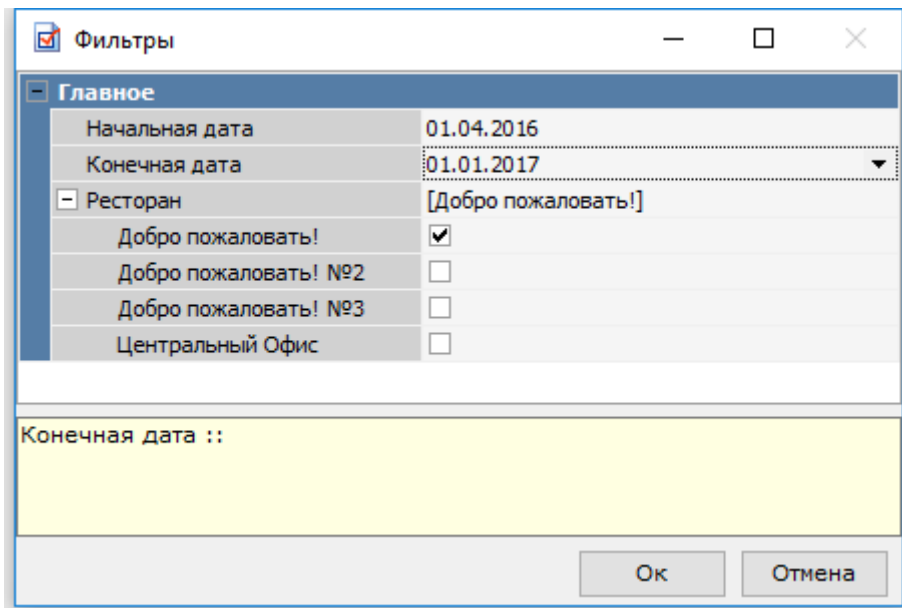 Фильтры
Главное
Начальная дата 01.04.2016
Конечная дата 01.01.2017
Ресторан [Добро пожаловать!]
Добро пожаловать!
Добро пожаловать! №2
Добро пожаловать! №3
Центральный Офис
Конечная дата ::
Ок Отмена